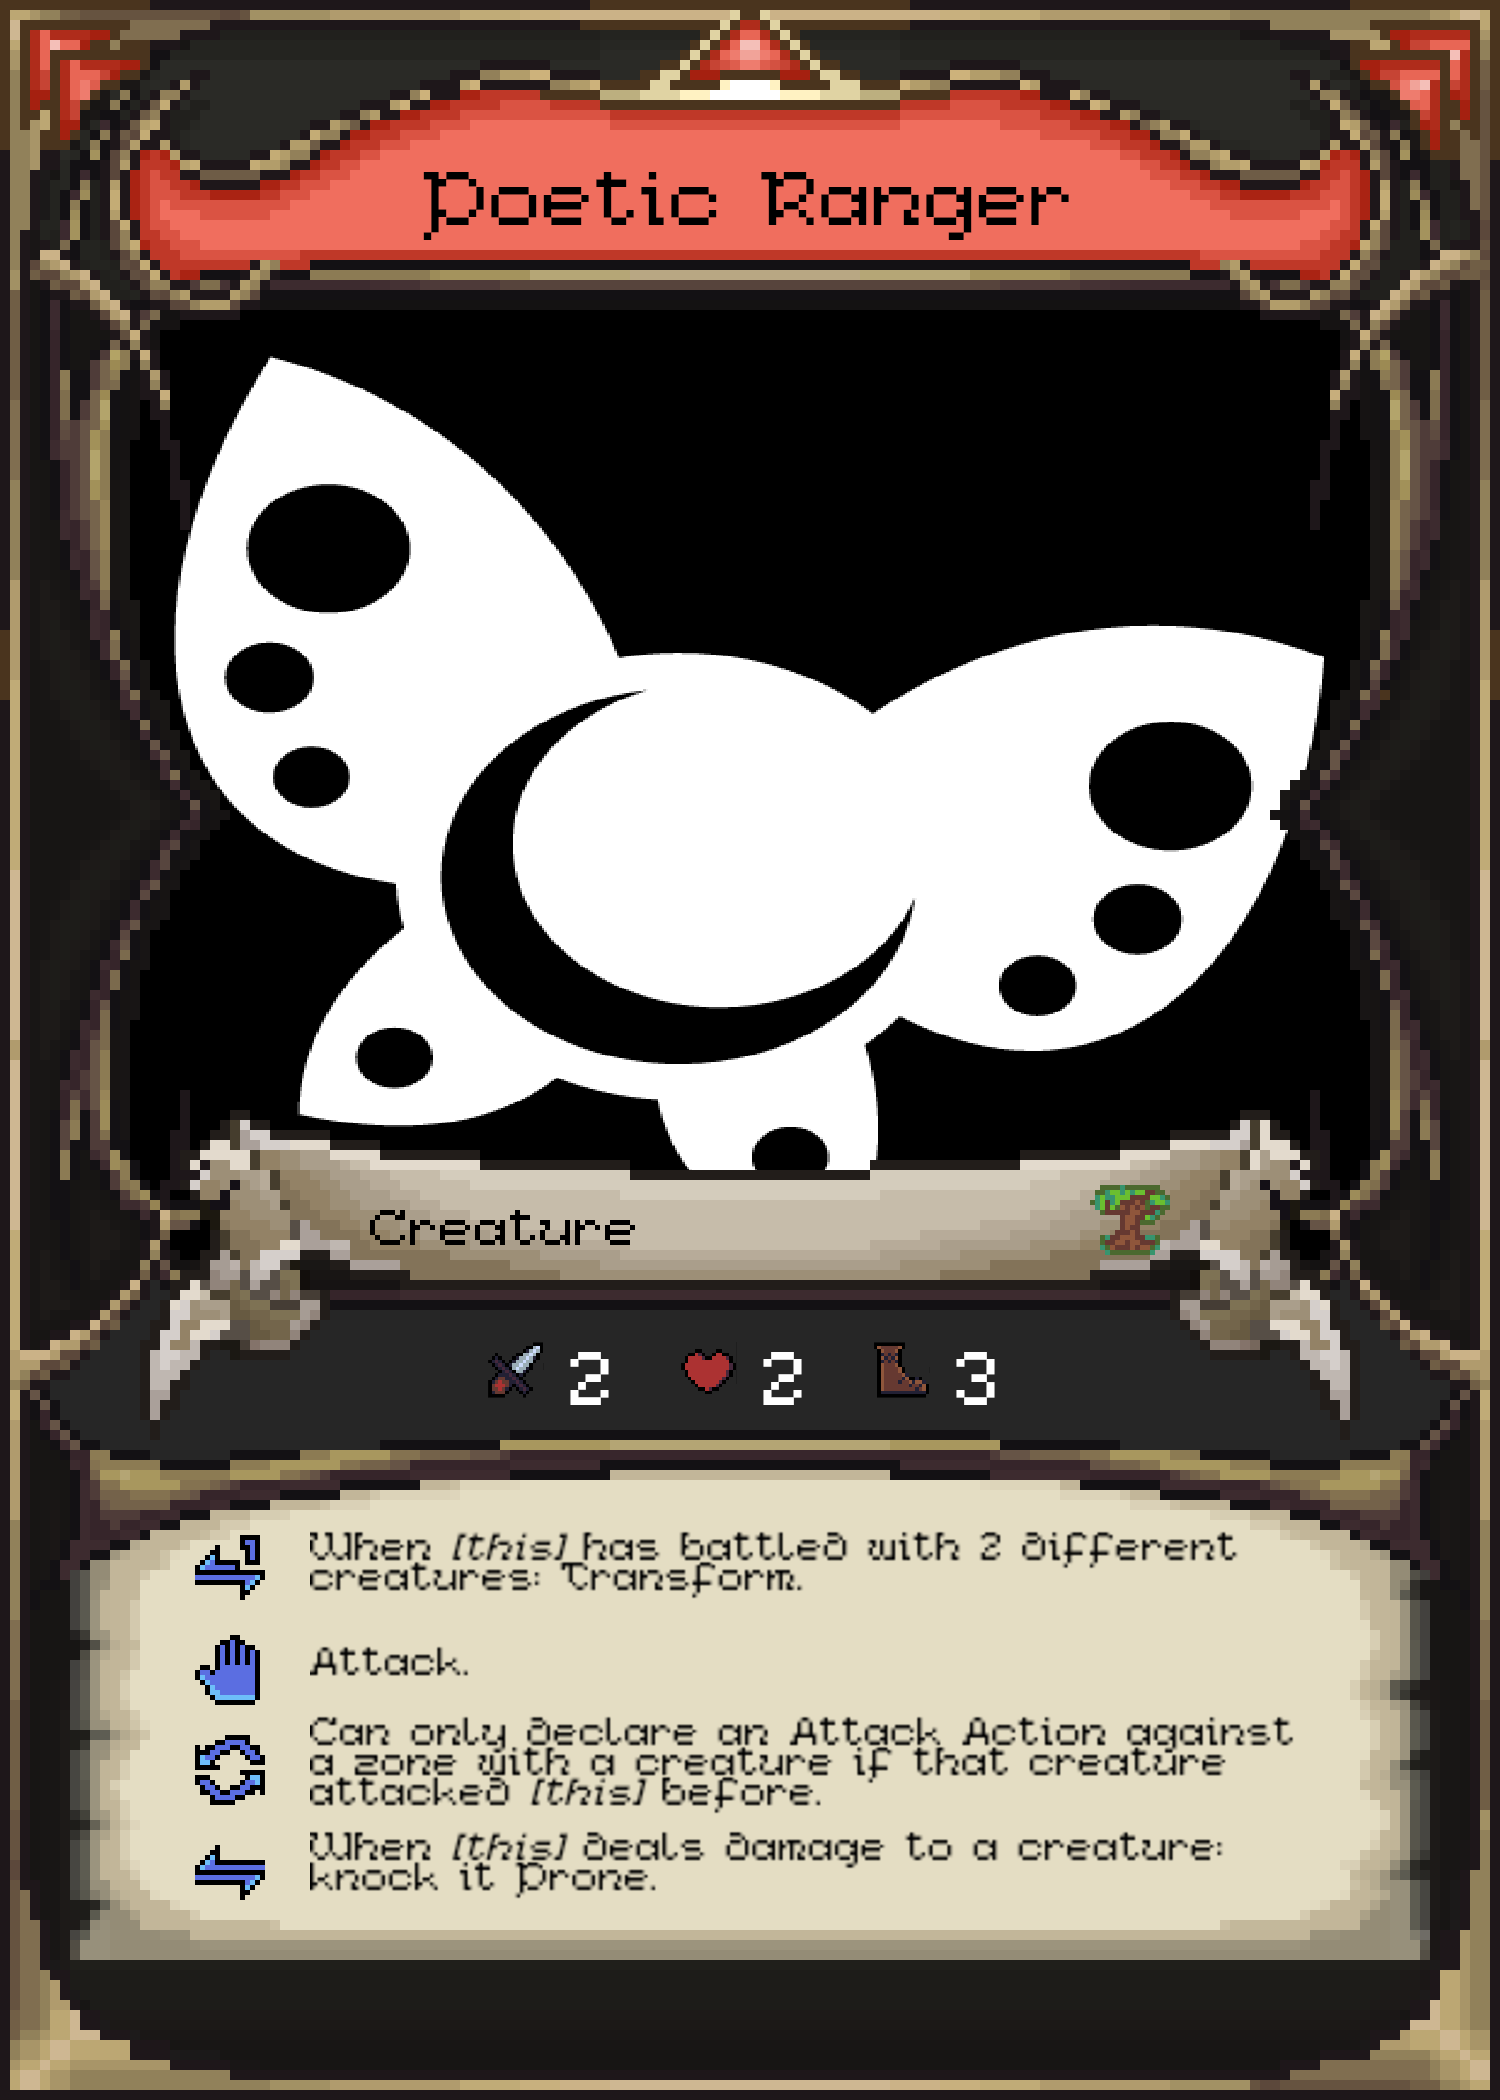 Poetic Ranger
Creature
2 2 3
When [this] has battled with 2 different
creatures: Transform.
Attack.
Can only declare an Attack Action against
a zone with a creature if that creature
attacked [this] before.
When [this] deals damage to a creature:
knock it Prone.